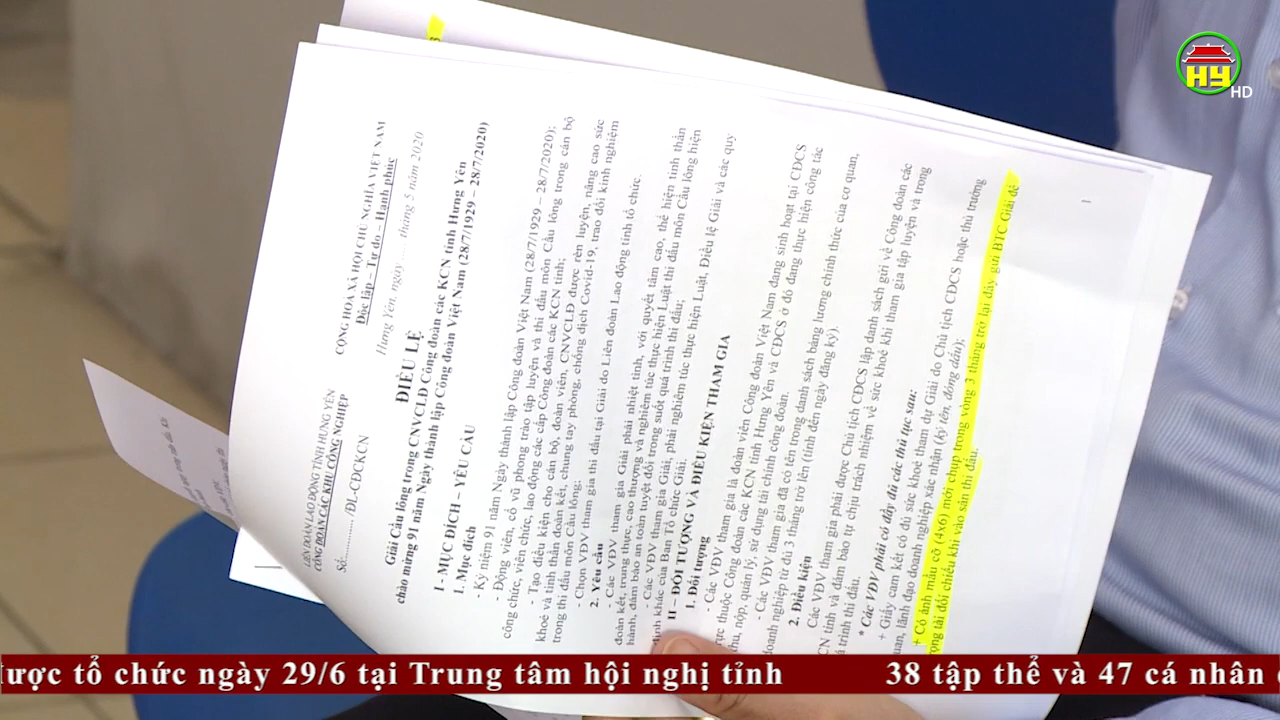 HY
HD
LIÊN ĐOÀN LAO ĐỘNG TỈNH HƯNG YÊN
CÔNG ĐOÀN CÁC KHU CÔNG NGHIỆP
Số: ........ /ĐL-CĐCKCN
CỘNG HOÀ XÃ HỘI CHỦ NGHĨA VIỆT NAM
Độc lập – Tự do – Hạnh phúc
Hưng Yên, ngày ..... tháng 5 năm 2020
ĐIỀU LỆ
Giải Cầu lông trong CNVCLĐ Công đoàn các KCN tỉnh Hưng Yên
chào mừng 91 năm Ngày thành lập Công đoàn Việt Nam (28/7/1929 – 28/7/2020)
I - MỤC ĐÍCH – YÊU CẦU
1. Mục đích
- Kỷ niệm 91 năm Ngày thành lập Công đoàn Việt Nam (28/7/1929 – 28/7/2020);
- Động viên, cổ vũ phong trào tập luyện và thi đấu môn Cầu lông trong cán bộ
công chức, viên chức, lao động các cấp Công đoàn các KCN tỉnh;
- Tạo điều kiện cho cán bộ, đoàn viên, CNVCLĐ được rèn luyện, nâng cao sức
khoẻ và tinh thần đoàn kết, chung tay phòng, chống dịch Covid-19, trao đổi kinh nghiệm
trong thi đấu môn Cầu lông;
- Chọn VĐV tham gia thi đấu tại Giải do Liên đoàn Lao động tỉnh tổ chức.
2. Yêu cầu
- Các VĐV tham gia Giải phải nhiệt tình, với quyết tâm cao, thể hiện tinh thần
đoàn kết, trung thực, cao thượng và nghiêm túc thực hiện Luật thi đấu môn Cầu lông hiện
hành, đảm bảo an toàn tuyệt đối trong suốt quá trình thi đấu;
- Các VĐV tham gia Giải, phải nghiêm túc thực hiện Luật, Điều lệ Giải và các quy
định khác của Ban Tổ chức Giải.
II – ĐỐI TƯỢNG VÀ ĐIỀU KIỆN THAM GIA
1. Đối tượng
- Các VĐV tham gia là đoàn viên Công đoàn Việt Nam đang sinh hoạt tại CĐCS
trực thuộc Công đoàn các KCN tỉnh Hưng Yên và CĐCS ở đó đang thực hiện công tác
thu, nộp, quản lý, sử dụng tài chính công đoàn.
- Các VĐV tham gia đã có tên trong danh sách bảng lương chính thức của cơ quan,
doanh nghiệp từ đủ 3 tháng trở lên (tính đến ngày đăng ký).
2. Điều kiện
Các VĐV tham gia phải được Chủ tịch CĐCS lập danh sách gửi về Công đoàn các
CN tỉnh và đảm bảo tự chịu trách nhiệm về sức khoẻ khi tham gia tập luyện và trong
á trình thi đấu.
* Các VĐV phải có đầy đủ các thủ tục sau:
+ Giấy cam kết có đủ sức khoẻ tham dự Giải do Chủ tịch CĐCS hoặc thủ trưởng
quan, lãnh đạo doanh nghiệp xác nhận (ký tên, đóng dấu);
+ Có ảnh mầu cỡ (4x6) mới chụp trong vòng 3 tháng trở lại đây gửi BTC Giải để
rọng tài đối chiếu khi vào sân thi đấu.
1
được tổ chức ngày 29/6 tại Trung tâm hội nghị tỉnh
38 tập thể và 47 cá nhân